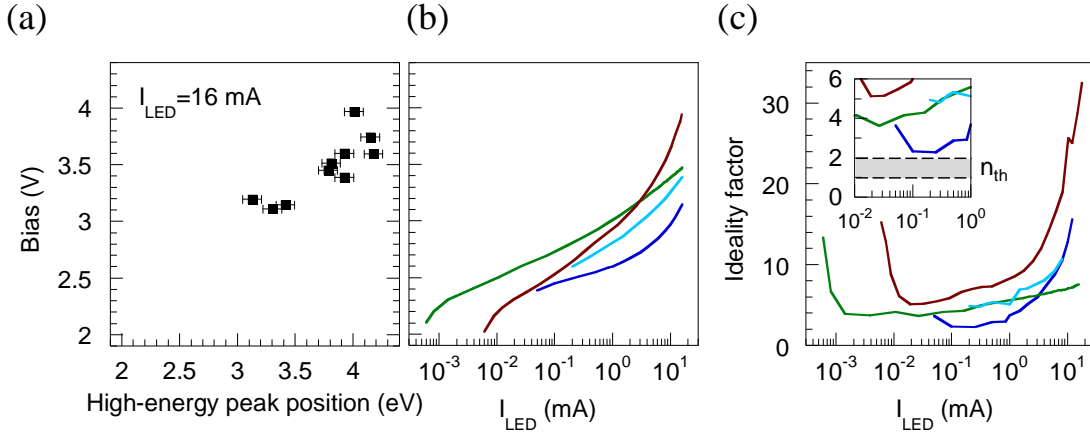 (a)
(b)
(c)
I_LED=16 mA
Bias (V)
4
3.5
3
2.5
2
2 2.5 3 3.5 4
High-energy peak position (eV)
10^-3 10^-2 10^-1 10^0 10^1
I_LED (mA)
Ideality factor
30
20
10
0
10^-3 10^-2 10^-1 10^0 10^1
I_LED (mA)
6
4
2
0
10^-2 10^-1 10^0
n_th